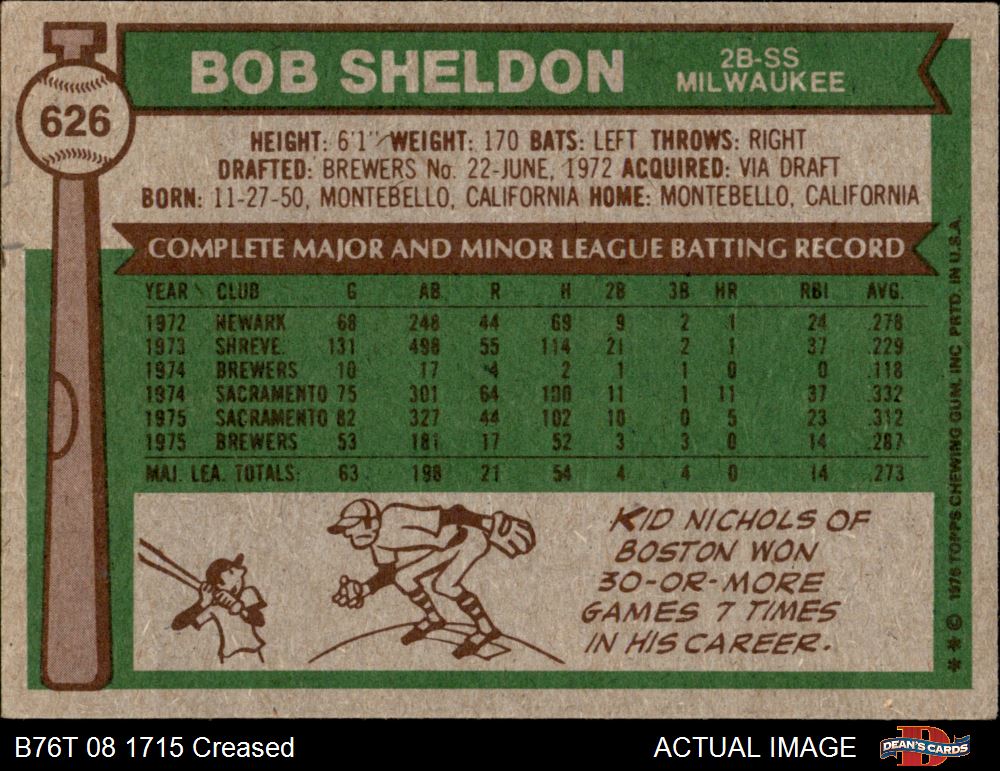 BOB SHELDON
2B-SS
MILWAUKEE
626
HEIGHT: 6'1" WEIGHT: 170 BATS: LEFT THROWS: RIGHT
DRAFTED: BREWERS No. 22-JUNE, 1972 ACQUIRED: VIA DRAFT
BORN: 11-27-50, MONTEBELLO, CALIFORNIA HOME: MONTEBELLO, CALIFORNIA
COMPLETE MAJOR AND MINOR LEAGUE BATTING RECORD
YEAR CLUB G AB R H 2B 3B HR RBI AVG.
1972 NEWARK 68 248 44 69 9 2 1 24 .278
1973 SHREVE. 131 498 55 114 21 2 1 37 .229
1974 BREWERS 10 17 4 2 1 1 0 0 .118
1974 SACRAMENTO 75 301 64 100 11 1 11 37 .332
1975 SACRAMENTO 82 327 44 102 10 0 5 23 .312
1975 BREWERS 53 181 17 52 3 3 0 14 .287
MAJ. LEA. TOTALS: 63 198 21 54 4 4 0 14 .273
KID NICHOLS OF
BOSTON WON
30-OR-MORE
GAMES 7 TIMES
IN HIS CAREER.
** © 1976 TOPPS CHEWING GUM, INC. PRTD. IN U.S.A.
B76T 08 1715 Creased
ACTUAL IMAGE
DEAN'S CARDS